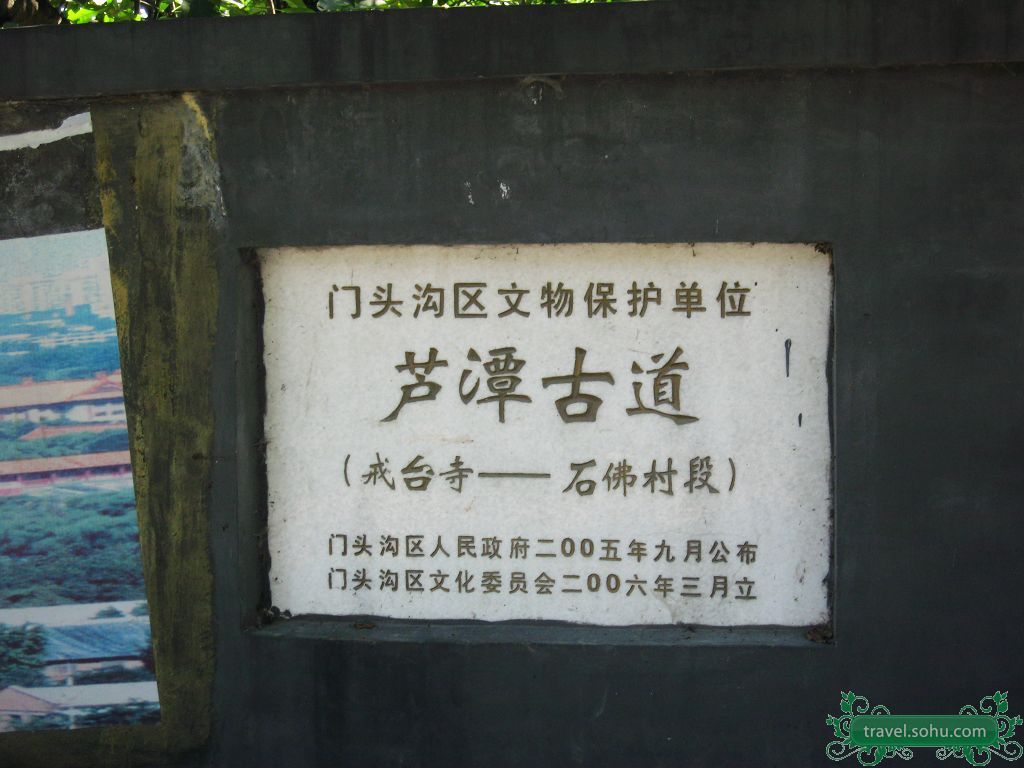 门头沟区文物保护单位
芦潭古道
（戒台寺——石佛村段）
门头沟区人民政府二00五年九月公布
门头沟区文化委员会二00六年三月立
travel.sohu.com